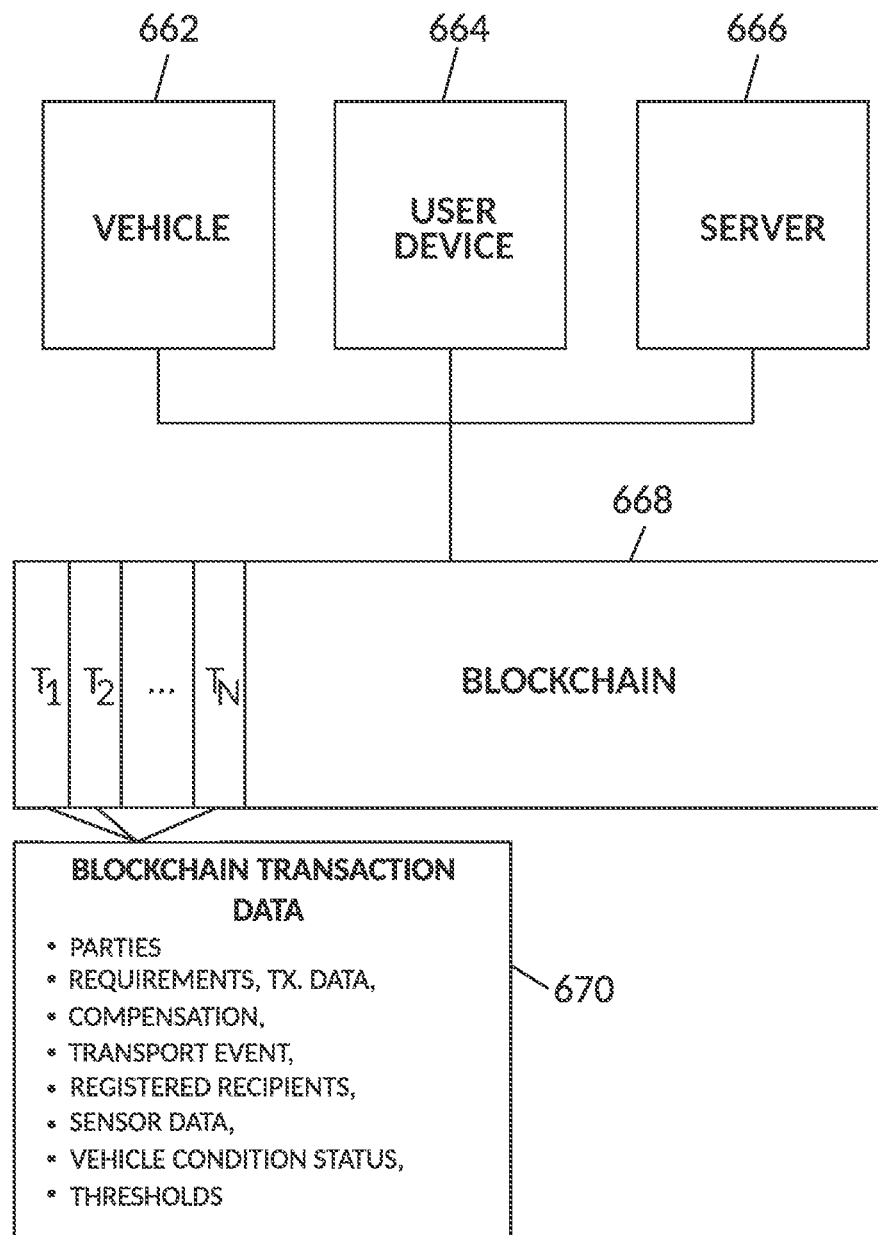 662
664
666
VEHICLE
USER
DEVICE
SERVER
668
T1
T2
...
TN
BLOCKCHAIN
BLOCKCHAIN TRANSACTION
DATA
• PARTIES
• REQUIREMENTS, TX. DATA,
• COMPENSATION,
• TRANSPORT EVENT,
• REGISTERED RECIPIENTS,
• SENSOR DATA,
• VEHICLE CONDITION STATUS,
• THRESHOLDS
670